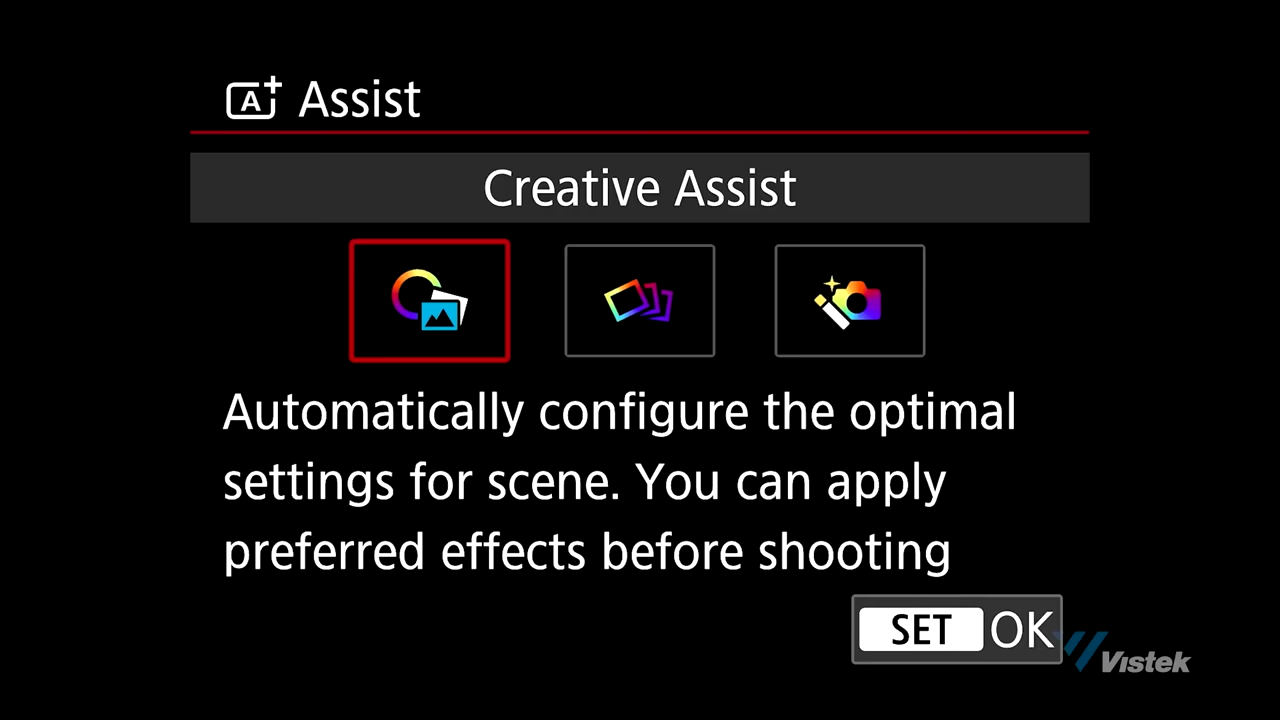 A+ Assist
Creative Assist
Automatically configure the optimal
settings for scene. You can apply
preferred effects before shooting
SET OK
Vistek